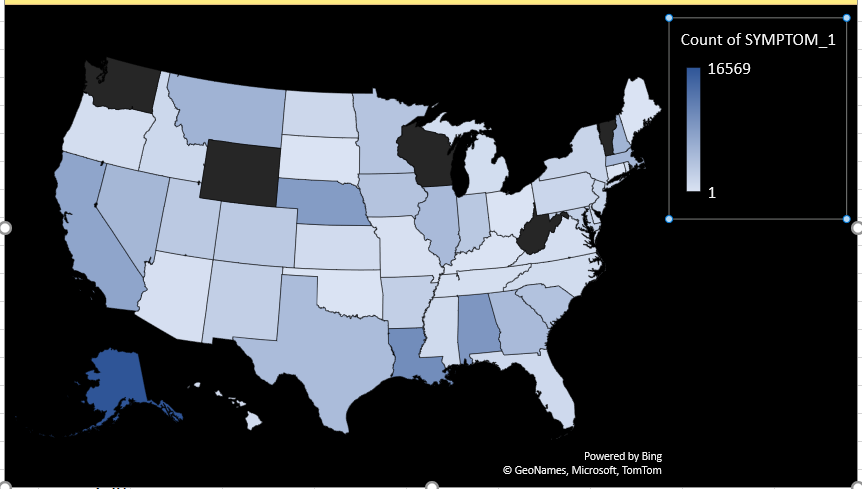 Count of SYMPTOM_1
16569
1
Powered by Bing
© GeoNames, Microsoft, TomTom